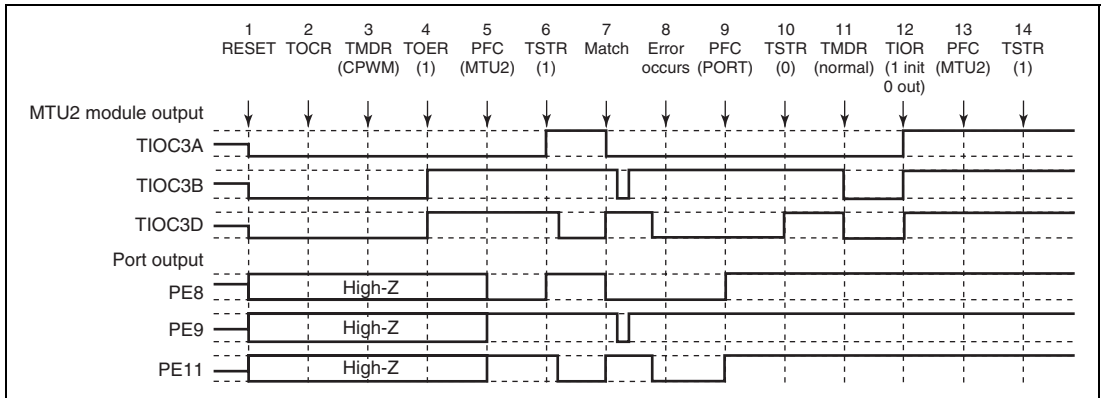 1 2 3 4 5 6 7 8 9 10 11 12 13 14
RESET TOCR TMDR TOER PFC TSTR Match Error PFC TSTR TMDR TIOR PFC TSTR
(CPWM) (1) (MTU2) (1) occurs (PORT) (0) (normal) (1 init (MTU2) (1)
0 out)
MTU2 module output
TIOC3A
TIOC3B
TIOC3D
Port output
PE8 High-Z
PE9 High-Z
PE11 High-Z